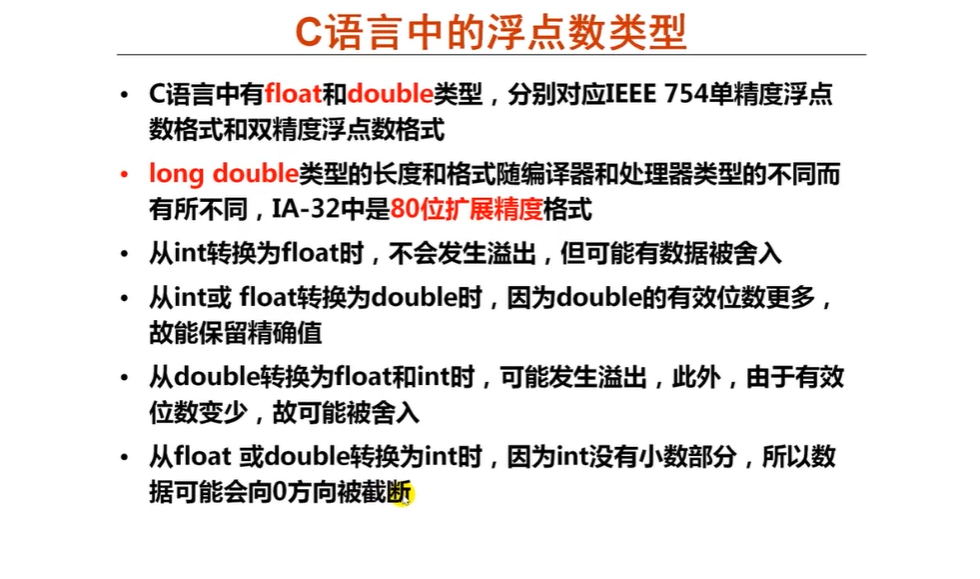 C语言中的浮点数类型
• C语言中有float和double类型，分别对应IEEE 754单精度浮点
数格式和双精度浮点数格式
• long double类型的长度和格式随编译器和处理器类型的不同而
有所不同，IA-32中是80位扩展精度格式
• 从int转换为float时，不会发生溢出，但可能有数据被舍入
• 从int或 float转换为double时，因为double的有效位数更多，
故能保留精确值
• 从double转换为float和int时，可能发生溢出，此外，由于有效
位数变少，故可能被舍入
• 从float 或double转换为int时，因为int没有小数部分，所以数
据可能会向0方向被截断